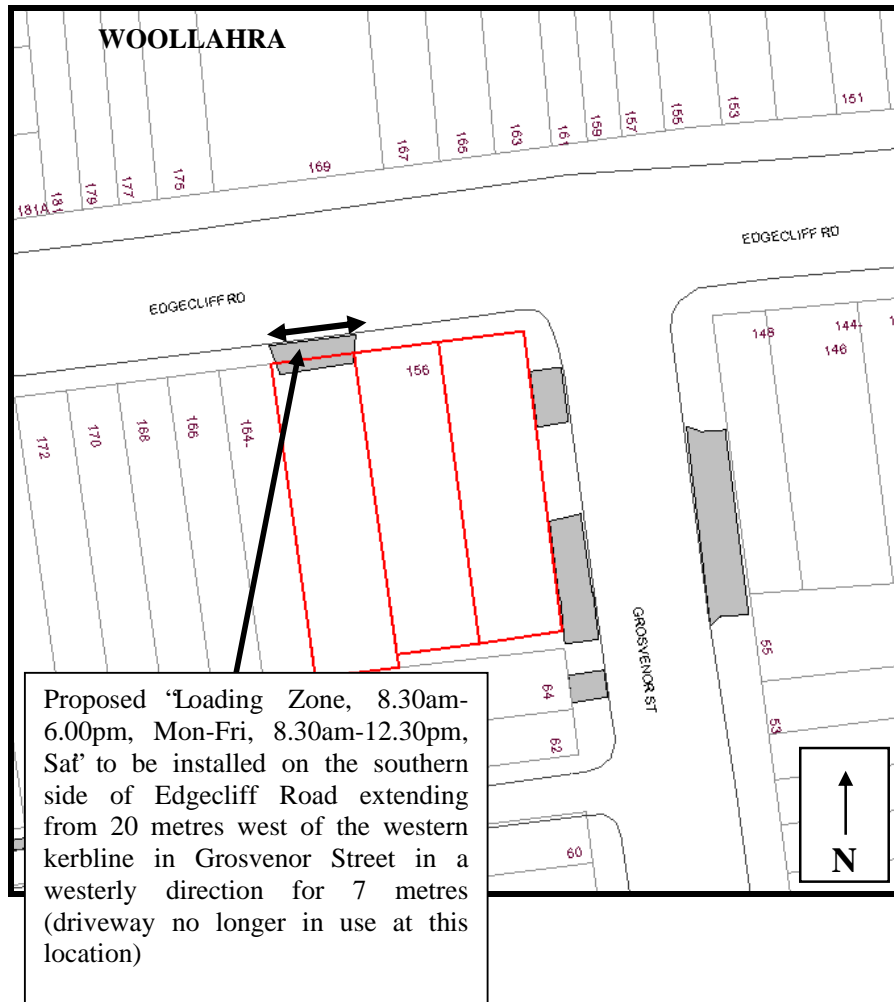 WOOLLAHRA
181A
181
179
177
175
169
167
165
163
161
159
157
155
153
151
EDGECLIFF RD
EDGECLIFF RD
148
144-
146
156
172
170
168
166
164-
GROSVENOR ST
64
62
60
55
53
Proposed “Loading Zone, 8.30am-
6.00pm, Mon-Fri, 8.30am-12.30pm,
Sat” to be installed on the southern
side of Edgecliff Road extending
from 20 metres west of the western
kerbline in Grosvenor Street in a
westerly direction for 7 metres
(driveway no longer in use at this
location)
N